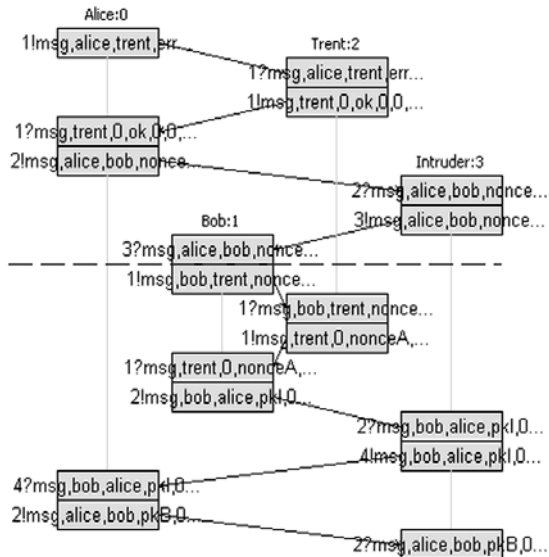 Alice:0
1!msg,alice,trent,err...
Trent:2
1?msg,alice,trent,err...
1!msg,trent,0,ok,0,0,...
1?msg,trent,0,ok,0,0,...
2!msg,alice,bob,nonce...
Intruder:3
2?msg,alice,bob,nonce...
3!msg,alice,bob,nonce...
Bob:1
3?msg,alice,bob,nonce...
1!msg,bob,trent,nonce...
1?msg,bob,trent,nonce...
1!msg,trent,0,nonceA,...
1?msg,trent,0,nonceA,...
2!msg,bob,alice,pkI,0...
2?msg,bob,alice,pkI,0...
4!msg,bob,alice,pkI,0...
4?msg,bob,alice,pkI,0...
2!msg,alice,bob,pkB,0...
2?msg,alice,bob,pkB,0...